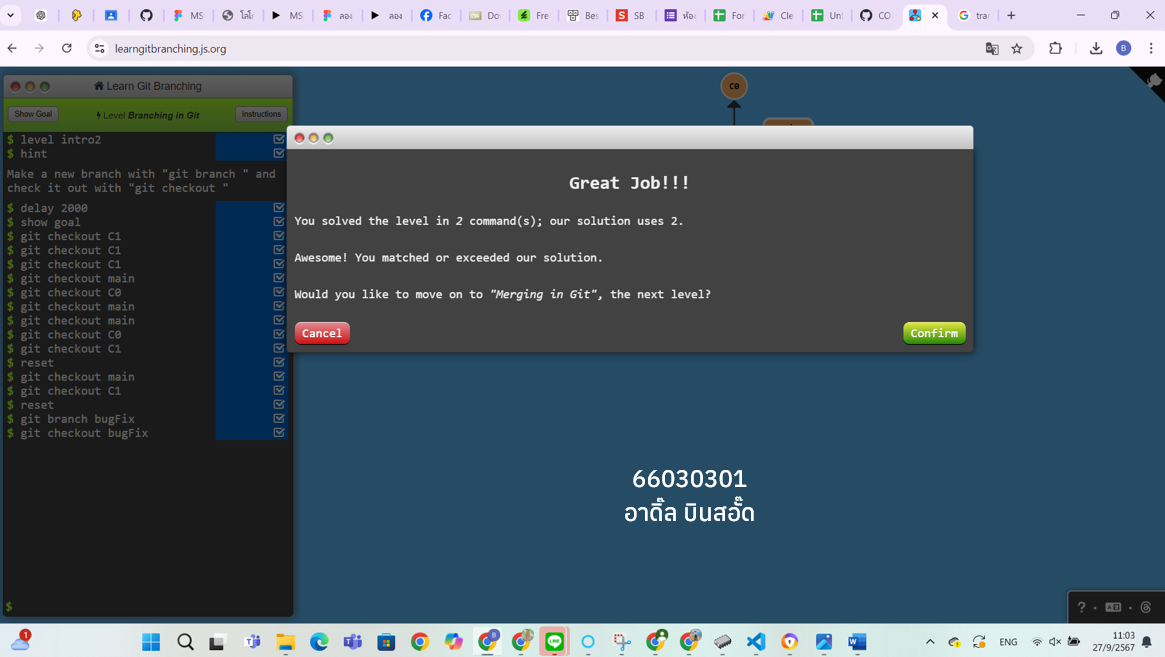 MS
โลโ
MS
ลอง
ลอง
Fac
Do
Fre
Bes
SB
ห้อง
For
Cle
Unt
CO
tra
learngitbranching.js.org
B
Learn Git Branching
Show Goal
Level Branching in Git
Instructions
$ level intro2
$ hint
Make a new branch with "git branch " and
check it out with "git checkout "
$ delay 2000
$ show goal
$ git checkout C1
$ git checkout C1
$ git checkout C1
$ git checkout main
$ git checkout C0
$ git checkout main
$ git checkout main
$ git checkout C0
$ git checkout C1
$ reset
$ git checkout main
$ git checkout C1
$ reset
$ git branch bugFix
$ git checkout bugFix
$
C0
Great Job!!!
You solved the level in 2 command(s); our solution uses 2.
Awesome! You matched or exceeded our solution.
Would you like to move on to "Merging in Git", the next level?
Cancel
Confirm
66030301
อาดิ๊ล บินสอั๊ด
1
ENG
11:03
27/9/2567